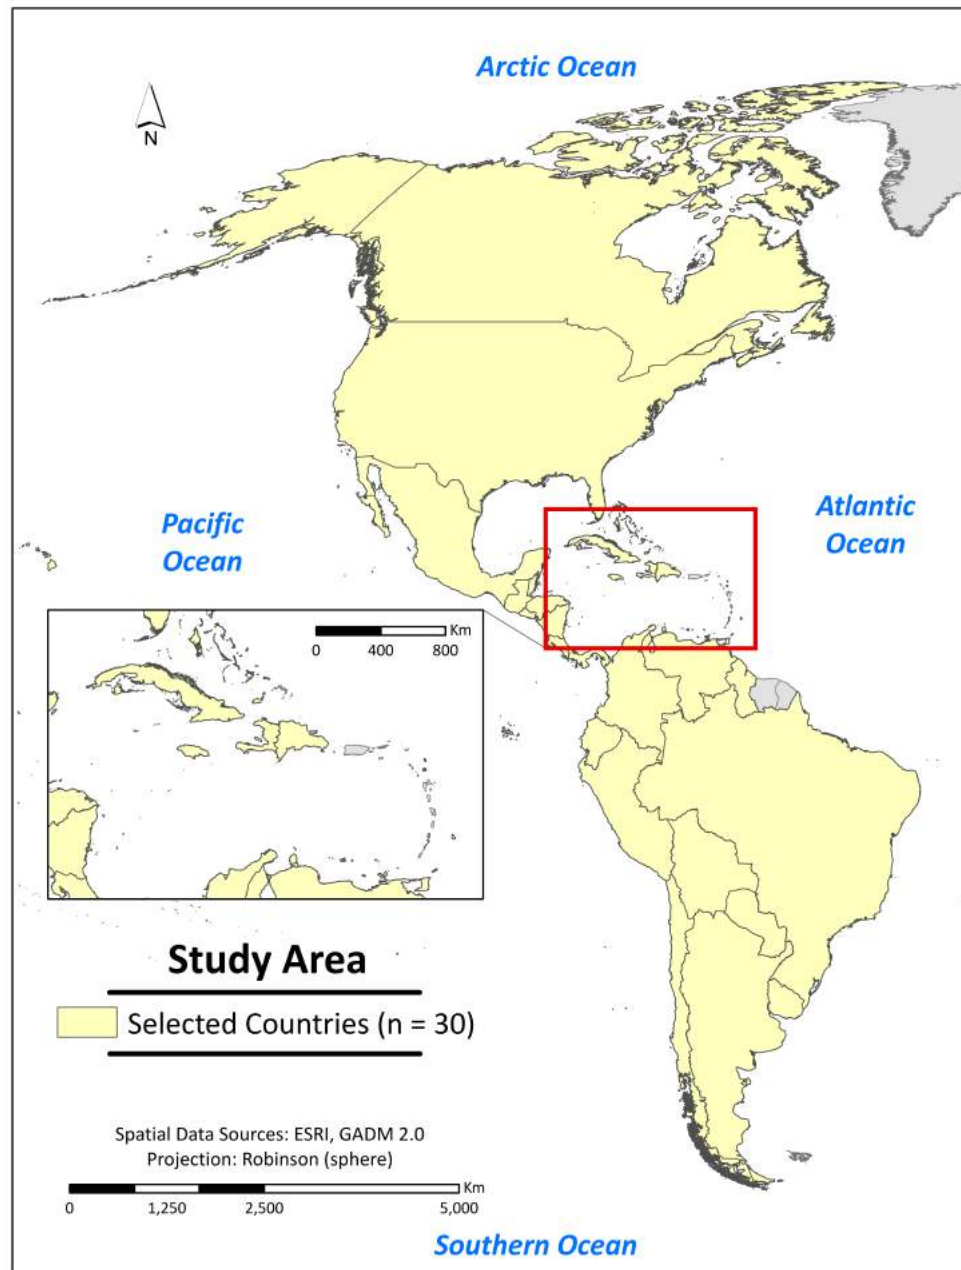 Arctic Ocean
N
Pacific
Ocean
Atlantic
Ocean
Km
0 400 800
Study Area
Selected Countries (n = 30)
Spatial Data Sources: ESRI, GADM 2.0
Projection: Robinson (sphere)
Km
0 1,250 2,500 5,000
Southern Ocean